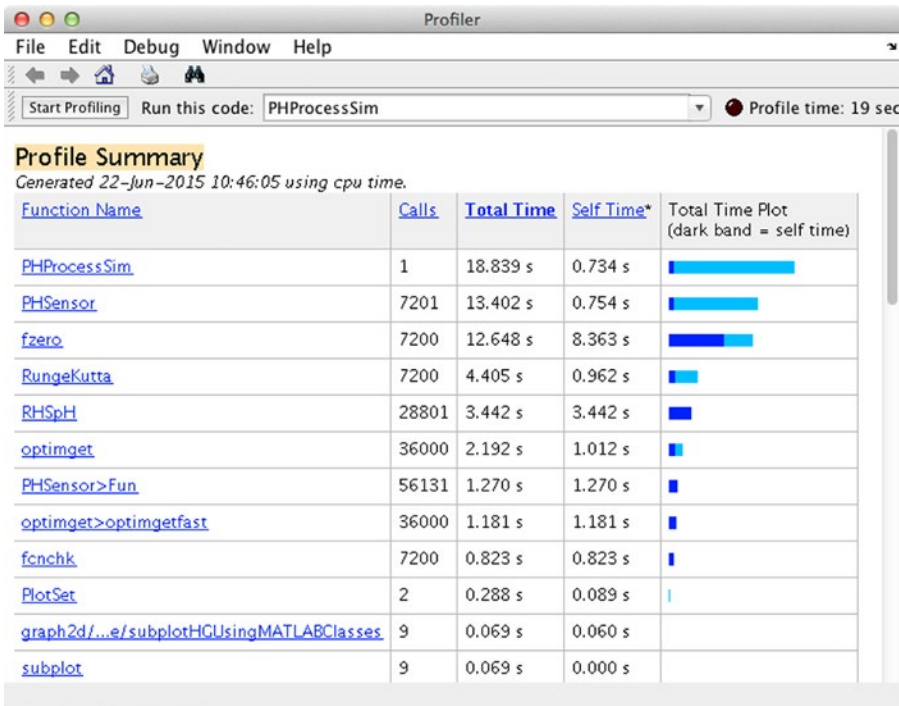 Profiler
File Edit Debug Window Help
Start Profiling Run this code: PHProcessSim Profile time: 19 sec
Profile Summary
Generated 22-Jun-2015 10:46:05 using cpu time.
Function Name Calls Total Time Self Time* Total Time Plot
(dark band = self time)
PHProcessSim 1 18.839 s 0.734 s
PHSensor 7201 13.402 s 0.754 s
fzero 7200 12.648 s 8.363 s
RungeKutta 7200 4.405 s 0.962 s
RHSpH 28801 3.442 s 3.442 s
optimget 36000 2.192 s 1.012 s
PHSensor>Fun 56131 1.270 s 1.270 s
optimget>optimgetfast 36000 1.181 s 1.181 s
fcnchk 7200 0.823 s 0.823 s
PlotSet 2 0.288 s 0.089 s
graph2d/...e/subplotHGUsingMATLABClasses 9 0.069 s 0.060 s
subplot 9 0.069 s 0.000 s